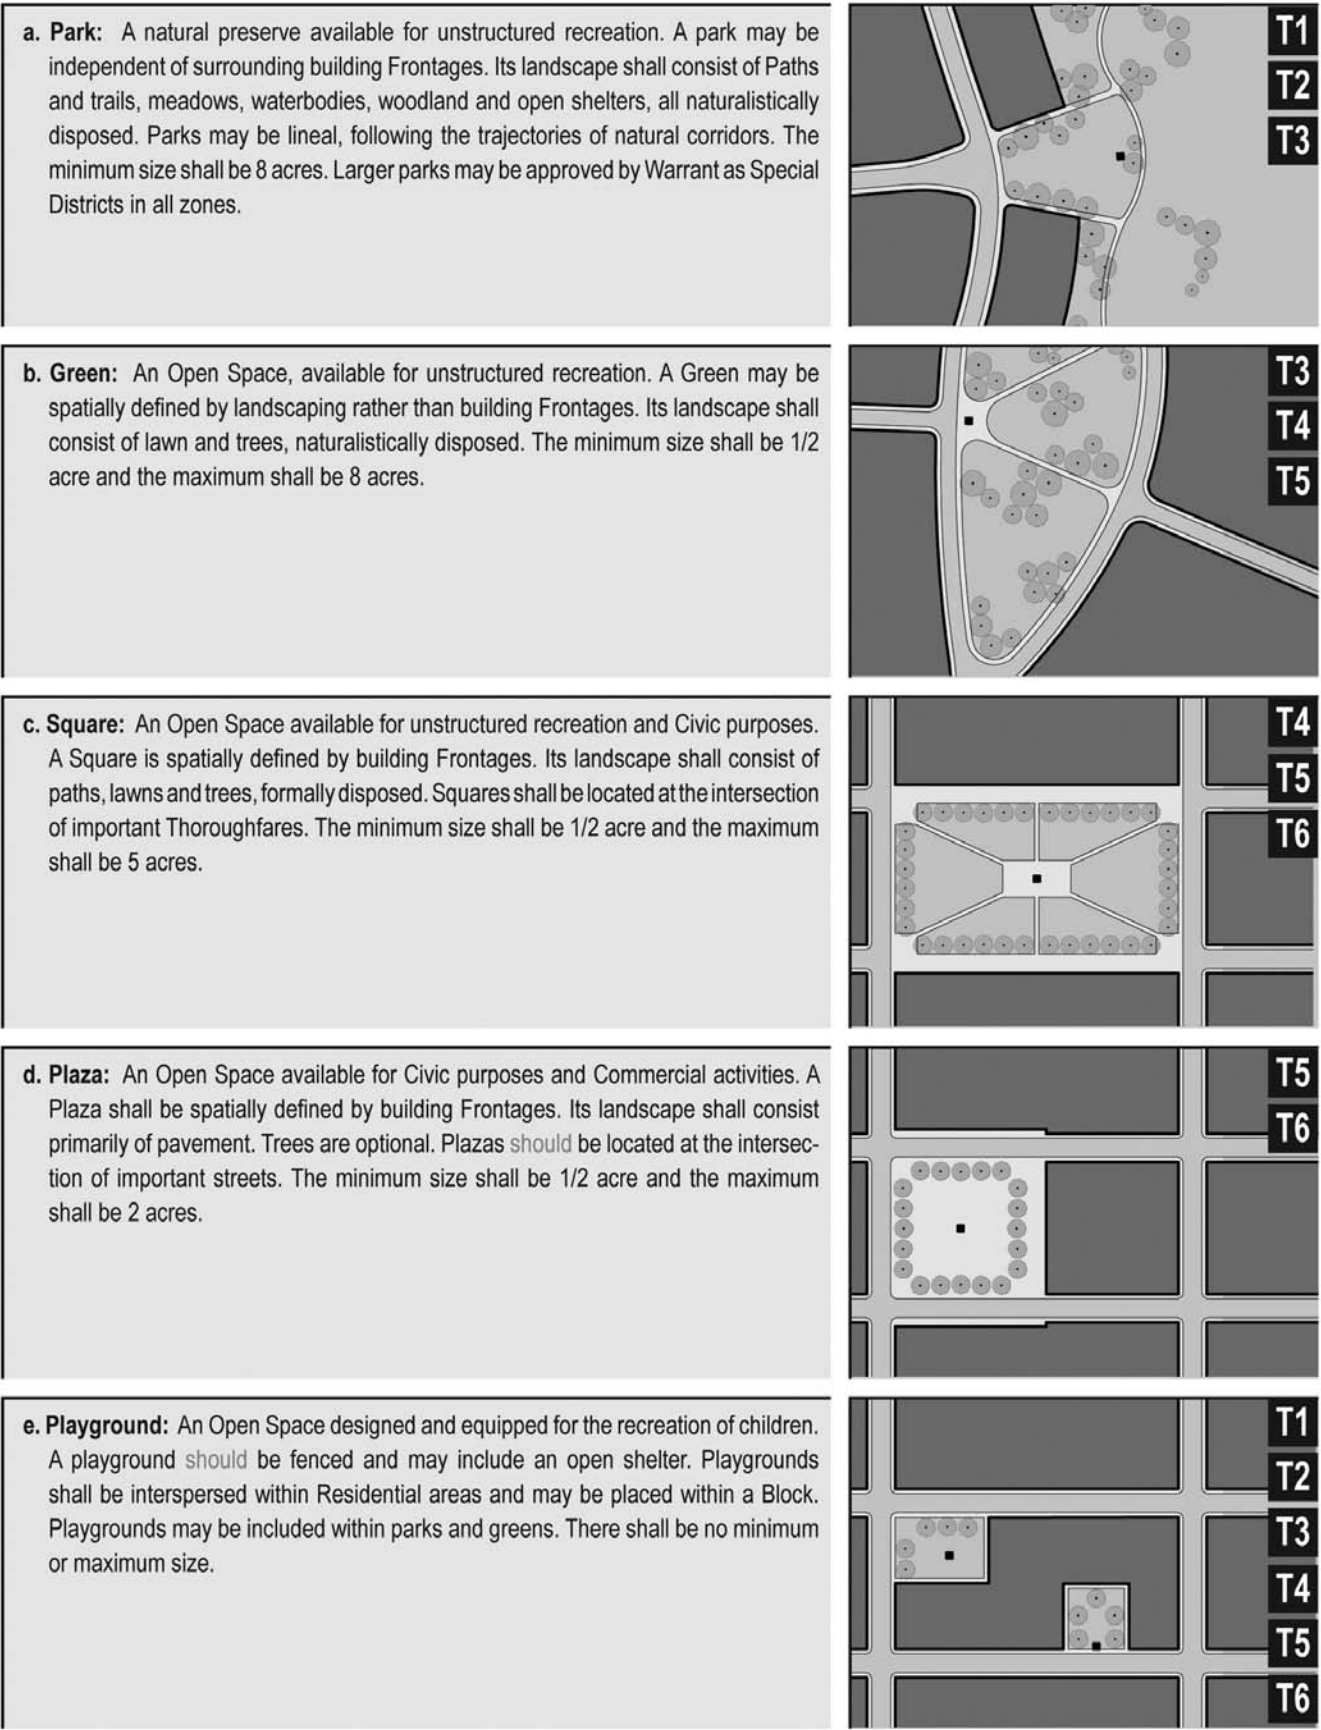 a. Park: A natural preserve available for unstructured recreation. A park may be
independent of surrounding building Frontages. Its landscape shall consist of Paths
and trails, meadows, waterbodies, woodland and open shelters, all naturalistically
disposed. Parks may be lineal, following the trajectories of natural corridors. The
minimum size shall be 8 acres. Larger parks may be approved by Warrant as Special
Districts in all zones.
T1
T2
T3
b. Green: An Open Space, available for unstructured recreation. A Green may be
spatially defined by landscaping rather than building Frontages. Its landscape shall
consist of lawn and trees, naturalistically disposed. The minimum size shall be 1/2
acre and the maximum shall be 8 acres.
T3
T4
T5
c. Square: An Open Space available for unstructured recreation and Civic purposes.
A Square is spatially defined by building Frontages. Its landscape shall consist of
paths, lawns and trees, formally disposed. Squares shall be located at the intersection
of important Thoroughfares. The minimum size shall be 1/2 acre and the maximum
shall be 5 acres.
T4
T5
T6
d. Plaza: An Open Space available for Civic purposes and Commercial activities. A
Plaza shall be spatially defined by building Frontages. Its landscape shall consist
primarily of pavement. Trees are optional. Plazas should be located at the intersec-
tion of important streets. The minimum size shall be 1/2 acre and the maximum
shall be 2 acres.
T5
T6
e. Playground: An Open Space designed and equipped for the recreation of children.
A playground should be fenced and may include an open shelter. Playgrounds
shall be interspersed within Residential areas and may be placed within a Block.
Playgrounds may be included within parks and greens. There shall be no minimum
or maximum size.
T1
T2
T3
T4
T5
T6